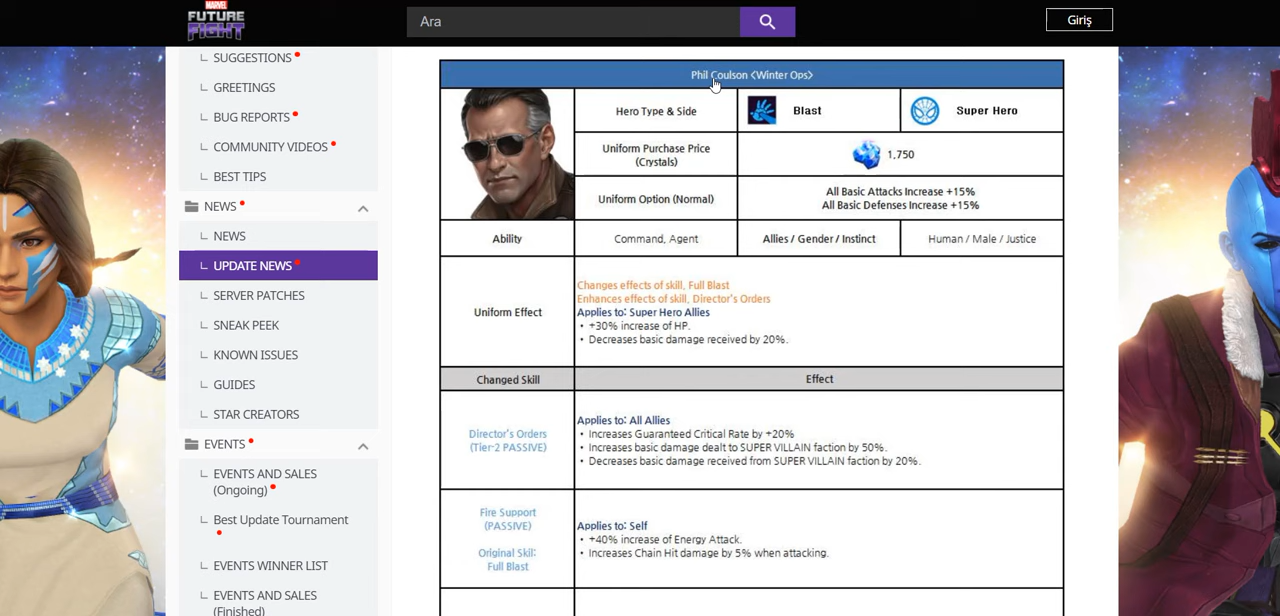 MARVEL
FUTURE
FIGHT
Ara
Giriş
SUGGESTIONS
GREETINGS
BUG REPORTS
COMMUNITY VIDEOS
BEST TIPS
NEWS
NEWS
UPDATE NEWS
SERVER PATCHES
SNEAK PEEK
KNOWN ISSUES
GUIDES
STAR CREATORS
EVENTS
EVENTS AND SALES
(Ongoing)
Best Update Tournament
EVENTS WINNER LIST
EVENTS AND SALES
(Finished)
Phil Coulson <Winter Ops>
Hero Type & Side
Blast
Super Hero
Uniform Purchase Price
(Crystals)
1,750
Uniform Option (Normal)
All Basic Attacks Increase +15%
All Basic Defenses Increase +15%
Ability
Command, Agent
Allies / Gender / Instinct
Human / Male / Justice
Uniform Effect
Changes effects of skill, Full Blast
Enhances effects of skill, Director's Orders
Applies to: Super Hero Allies
• +30% increase of HP.
• Decreases basic damage received by 20%.
Changed Skill
Effect
Director's Orders
(Tier-2 PASSIVE)
Applies to: All Allies
• Increases Guaranteed Critical Rate by +20%
• Increases basic damage dealt to SUPER VILLAIN faction by 50%.
• Decreases basic damage received from SUPER VILLAIN faction by 20%.
Fire Support
(PASSIVE)
Original Skil:
Full Blast
Applies to: Self
• +40% increase of Energy Attack.
• Increases Chain Hit damage by 5% when attacking.